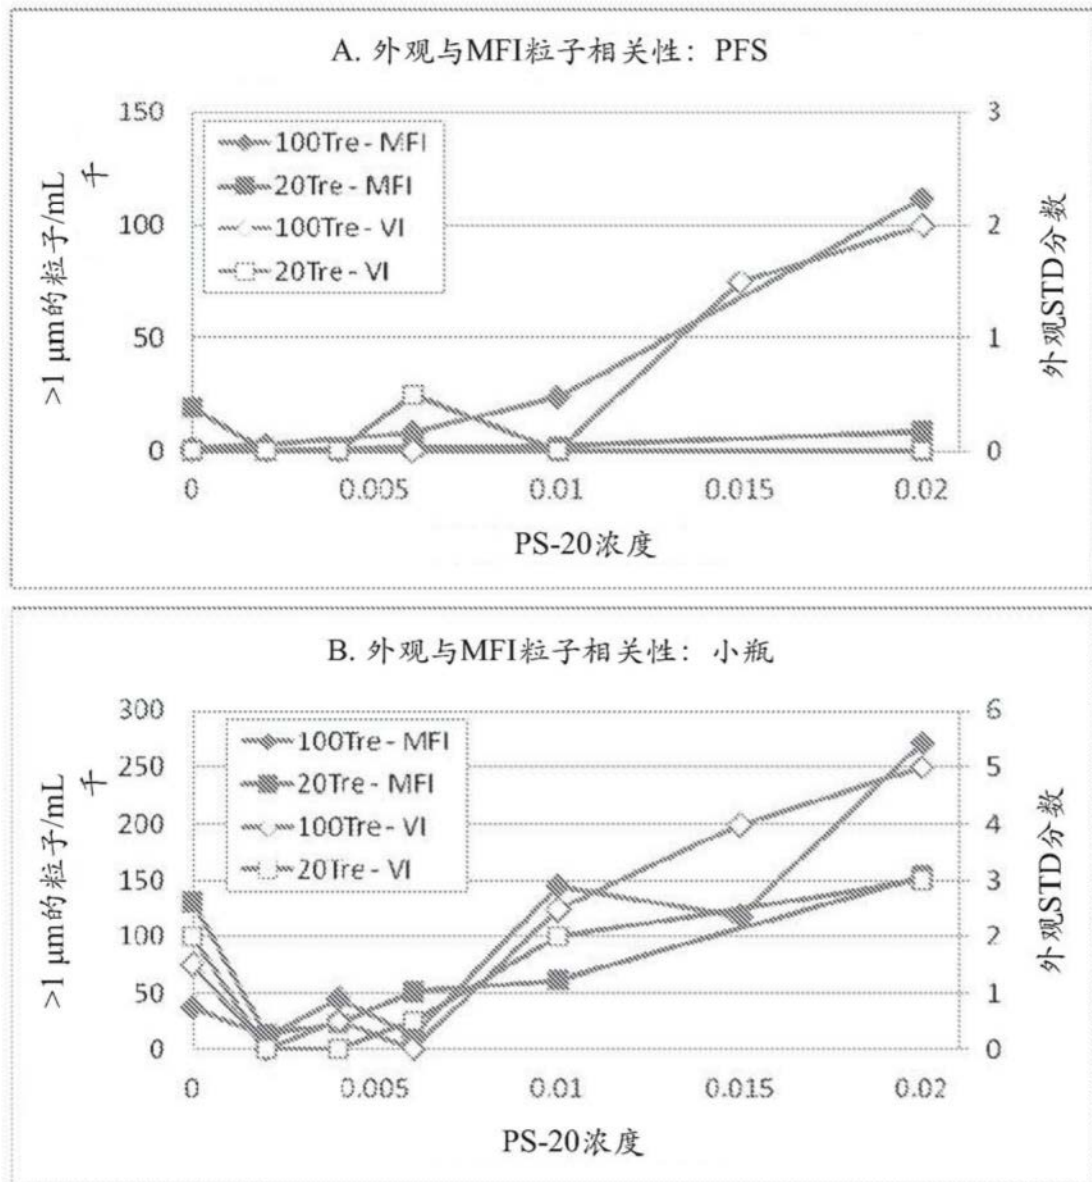 A. 外观与MFI粒子相关性：PFS
150
100
50
0
3
2
1
0
>1 μm的粒子/mL
千
100Tre - MFI
20Tre - MFI
100Tre - VI
20Tre - VI
外观STD分数
0 0.005 0.01 0.015 0.02
PS-20浓度
B. 外观与MFI粒子相关性：小瓶
300
250
200
150
100
50
0
6
5
4
3
2
1
0
>1 μm的粒子/mL
千
100Tre - MFI
20Tre - MFI
100Tre - VI
20Tre - VI
外观STD分数
0 0.005 0.01 0.015 0.02
PS-20浓度